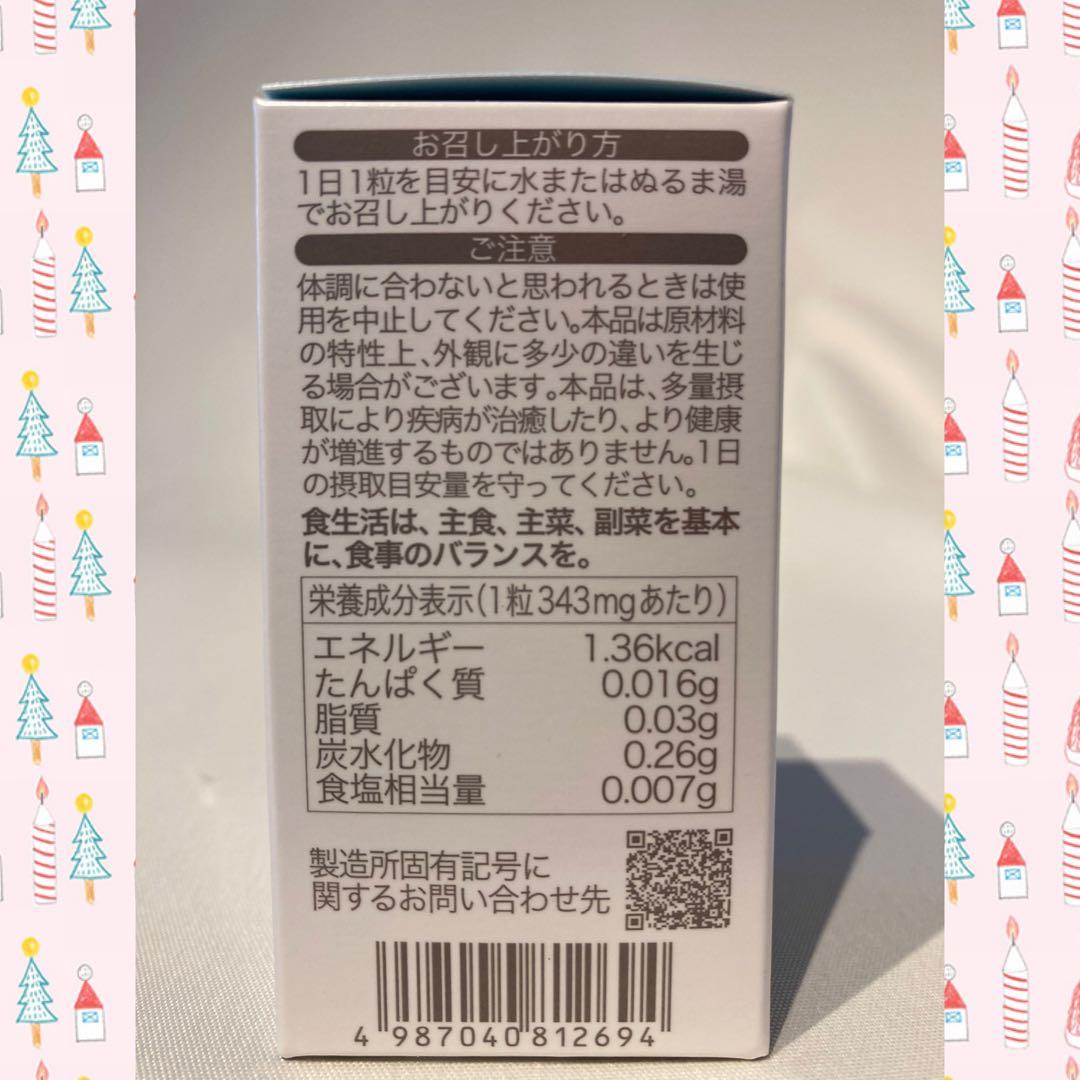 お召し上がり方
1日1粒を目安に水またはぬるま湯
でお召し上がりください。
ご注意
体調に合わないと思われるときは使
用を中止してください。本品は原材料
の特性上、外観に多少の違いを生じ
る場合がございます。本品は、多量摂
取により疾病が治癒したり、より健康
が増進するものではありません。1日
の摂取目安量を守ってください。
食生活は、主食、主菜、副菜を基本
に、食事のバランスを。
栄養成分表示(1粒343mgあたり)
エネルギー 1.36kcal
たんぱく質 0.016g
脂質 0.03g
炭水化物 0.26g
食塩相当量 0.007g
製造所固有記号に
関するお問い合わせ先
4 987040 812694